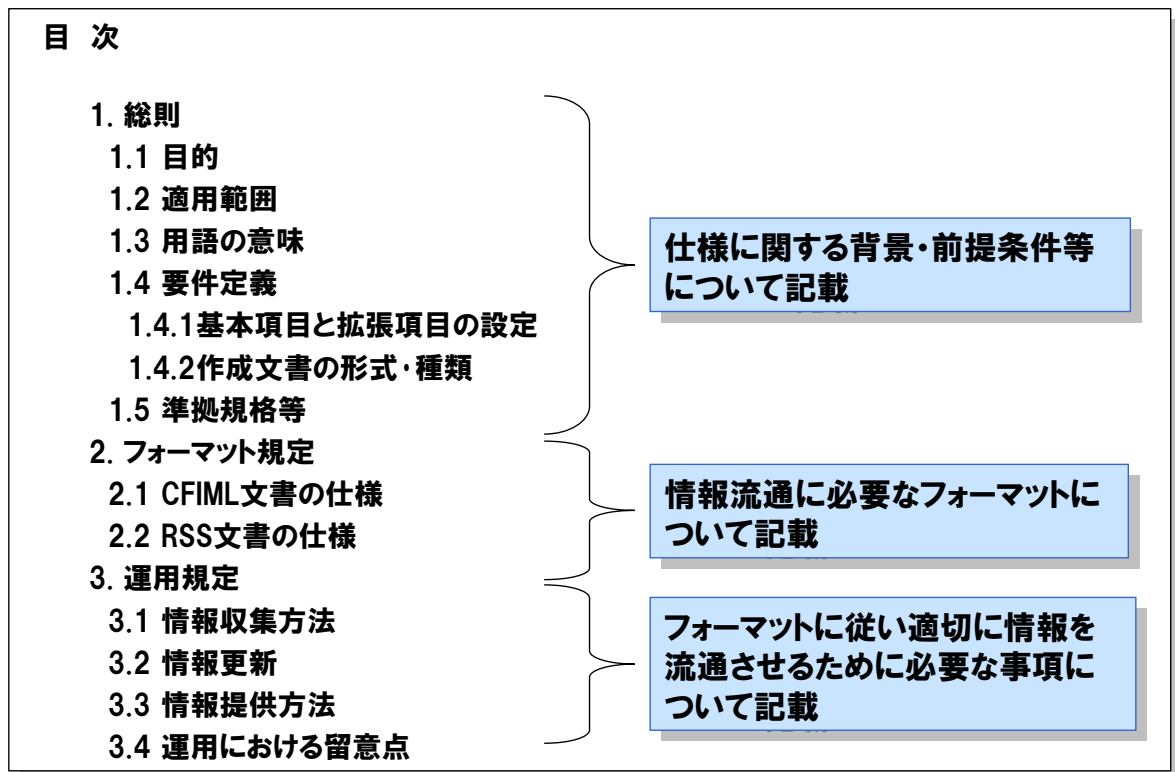 目 次
1. 総則
1.1 目的
1.2 適用範囲
1.3 用語の意味
1.4 要件定義
1.4.1基本項目と拡張項目の設定
1.4.2作成文書の形式・種類
1.5 準拠規格等
仕様に関する背景・前提条件等
について記載
2. フォーマット規定
2.1 CFIML文書の仕様
2.2 RSS文書の仕様
情報流通に必要なフォーマットに
ついて記載
3. 運用規定
3.1 情報収集方法
3.2 情報更新
3.3 情報提供方法
3.4 運用における留意点
フォーマットに従い適切に情報を
流通させるために必要な事項に
ついて記載